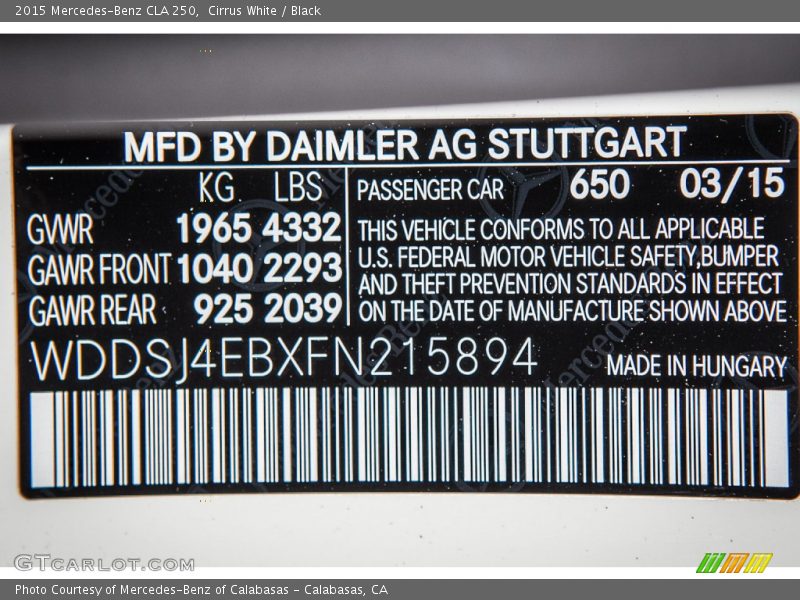 2015 Mercedes-Benz CLA 250,  Cirrus White / Black
MFD BY DAIMLER AG STUTTGART
KG LBS
GVWR 1965 4332
GAWR FRONT 1040 2293
GAWR REAR 925 2039
PASSENGER CAR 650 03/15
THIS VEHICLE CONFORMS TO ALL APPLICABLE
U.S. FEDERAL MOTOR VEHICLE SAFETY,BUMPER
AND THEFT PREVENTION STANDARDS IN EFFECT
ON THE DATE OF MANUFACTURE SHOWN ABOVE
WDDSJ4EBXFN215894
MADE IN HUNGARY
GTCARLOT.COM
Photo Courtesy of Mercedes-Benz of Calabasas - Calabasas, CA